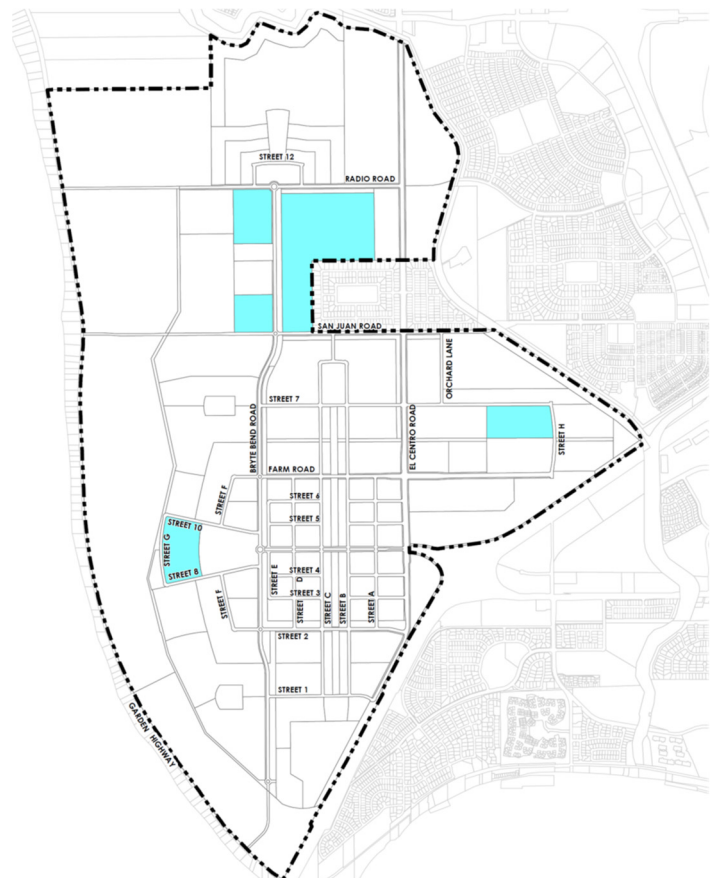 STREET 12
RADIO ROAD
SAN JUAN ROAD
ORCHARD LANE
STREET 7
BRYTE BEND ROAD
EL CENTRO ROAD
STREET H
FARM ROAD
STREET F
STREET 6
STREET 10
STREET 5
STREET G
STREET 8
STREET 4
STREET E
STREET D
STREET 3
STREET C
STREET B
STREET A
STREET F
STREET 2
STREET 1
GARDEN HIGHWAY